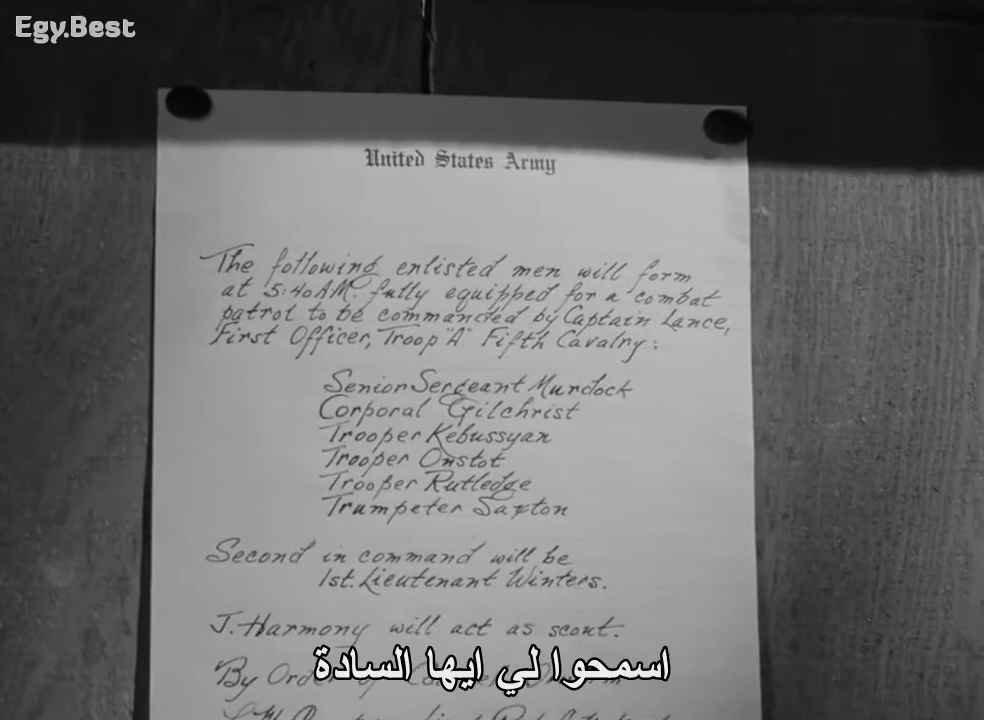 Egy.Best
United States Army
The following enlisted men will form
at 5:40 AM. fully equipped for a combat
patrol to be commanded by Captain Lance,
First Officer, Troop "A" Fifth Cavalry:
Senior Sergeant Murdock
Corporal Gilchrist
Trooper Kebussyan
Trooper Onstot
Trooper Rutledge
Trumpeter Saxton
Second in command will be
1st. Lieutenant Winters.
J. Harmony will act as scout.
By Order of
اسمحوا لي ايها السادة